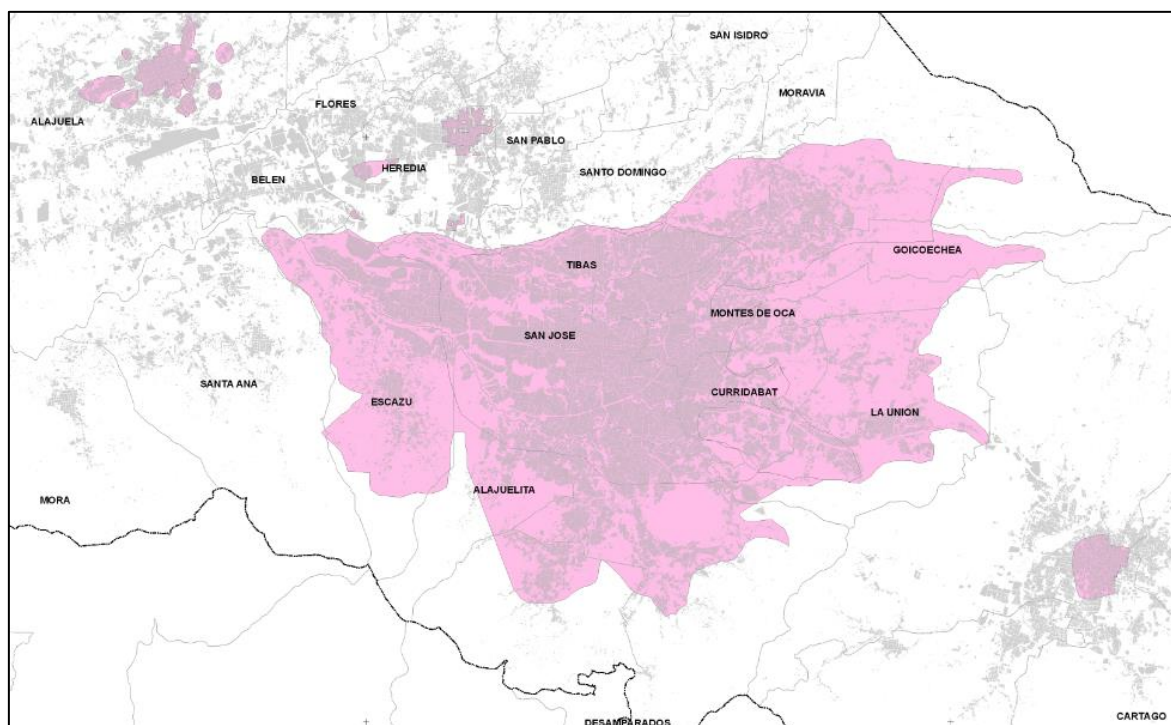 SAN ISIDRO
MORAVIA
FLORES
ALAJUELA
SAN PABLO
HEREDIA
SANTO DOMINGO
BELEN
GOICOECHEA
TIBAS
MONTES DE OCA
SAN JOSE
SANTA ANA
CURRIDABAT
ESCAZU
LA UNION
ALAJUELITA
MORA
CARTAGO
DESAMPARADOS